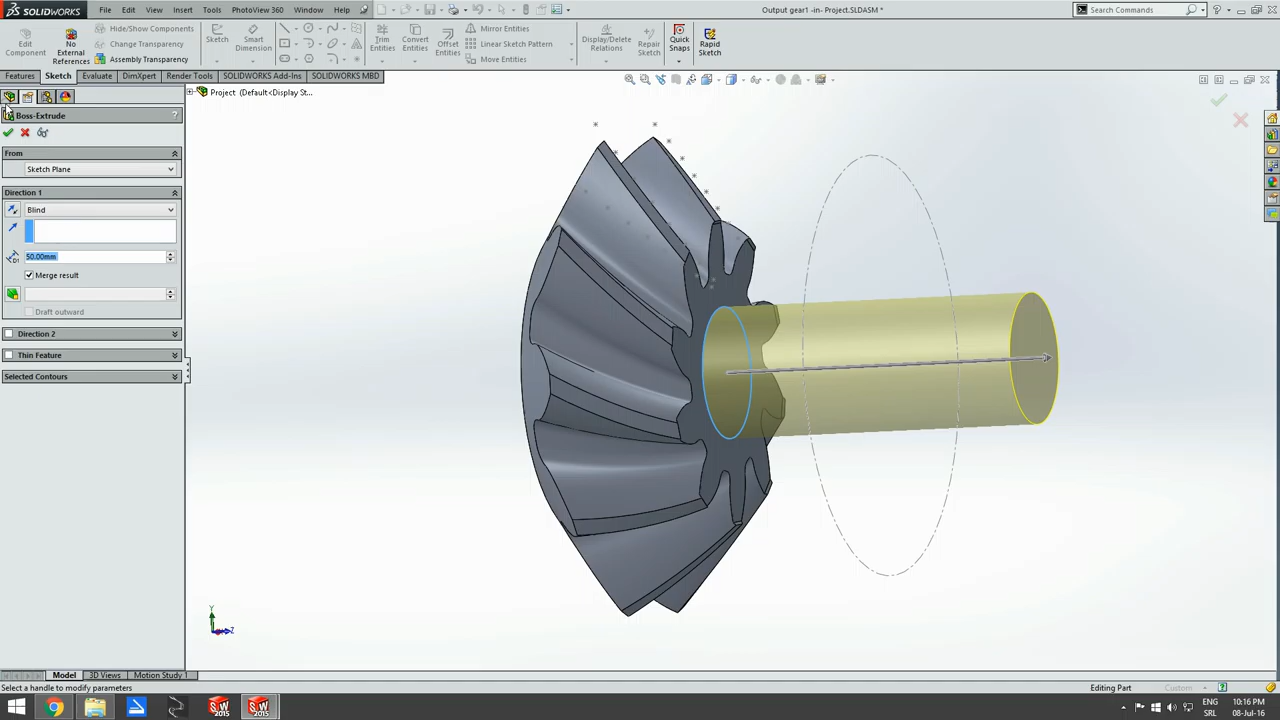 SOLIDWORKS
File Edit View Insert Tools PhotoView 360 Window Help
Output gear1 -in- Project.SLDASM *
Search Commands
Edit Component
No External References
Show/Hide Components
Change Transparency
Assembly Transparency
Sketch
Smart Dimension
Trim Entities
Convert Entities
Offset Entities
Mirror Entities
Linear Sketch Pattern
Move Entities
Display/Delete Relations
Repair Sketch
Quick Snaps
Rapid Sketch
Features Sketch Evaluate DimXpert Render Tools SOLIDWORKS Add-Ins SOLIDWORKS MBD
Project (Default<Display St...
Boss-Extrude ?
From
Sketch Plane
Direction 1
Blind
50.00mm
Merge result
Draft outward
Direction 2
Thin Feature
Selected Contours
Y
Z
Model 3D Views Motion Study 1
Select a handle to modify parameters
Editing Part
Custom
2015
2015
ENG
SRL
10:16 PM
08-Jul-16